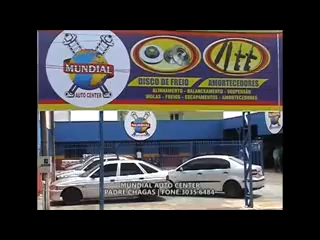 MUNDIAL
AUTO CENTER
DISCO DE FREIO
AMORTECEDORES
ALINHAMENTO - BALANCEAMENTO - SUSPENSÃO
MOLAS - FREIOS - ESCAPAMENTOS - AMORTECEDORES
MUNDIAL AUTO CENTER
PADRE CHAGAS | FONE:3035 6484